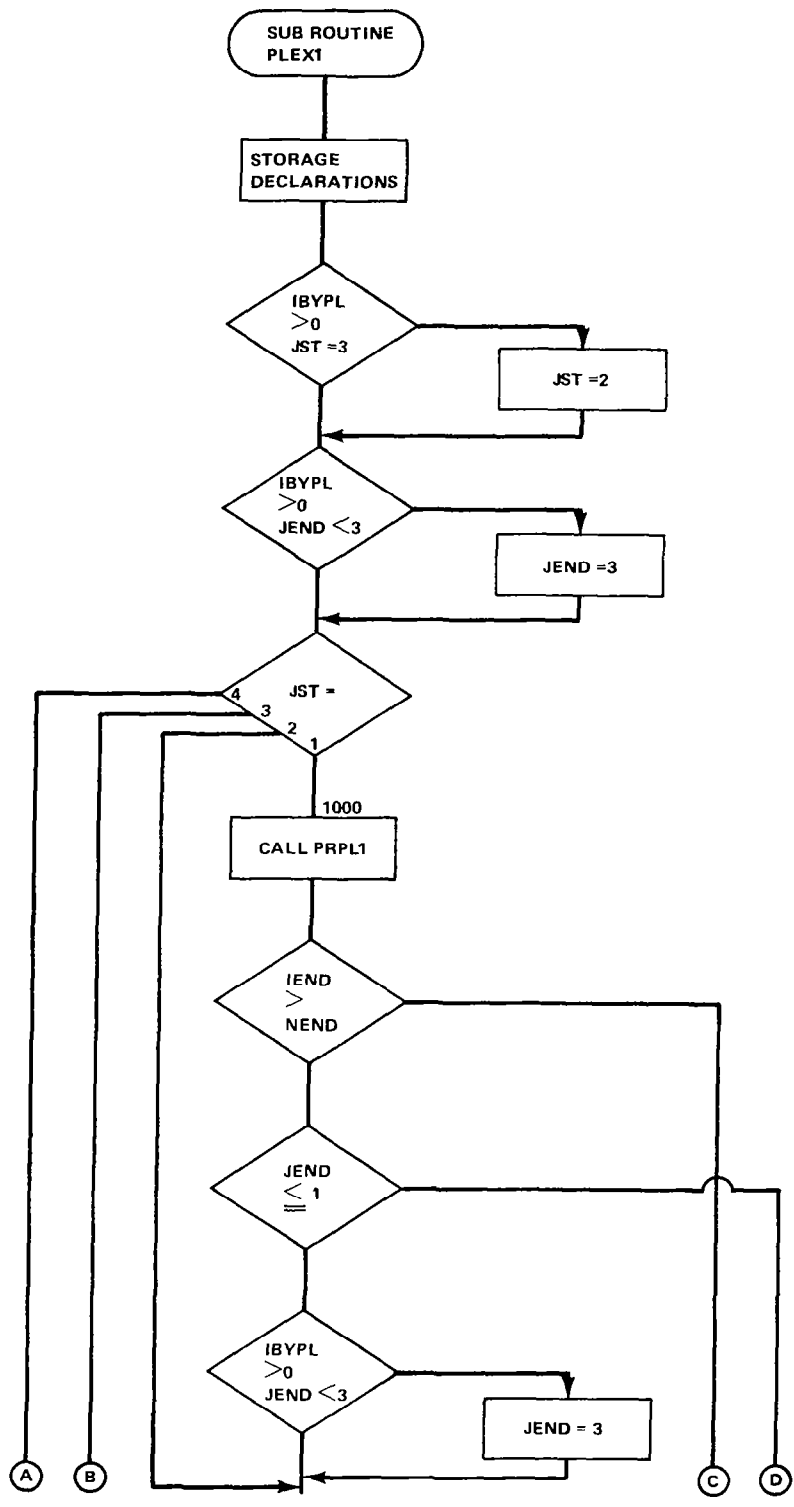 SUB ROUTINE
PLEX1
STORAGE
DECLARATIONS
IBYPL
>0
JST =3
JST =2
IBYPL
>0
JEND <3
JEND =3
JST =
4
3
2
1
1000
CALL PRPL1
IEND
>
NEND
JEND
≤ 1
IBYPL
>0
JEND <3
JEND = 3
A
B
C
D